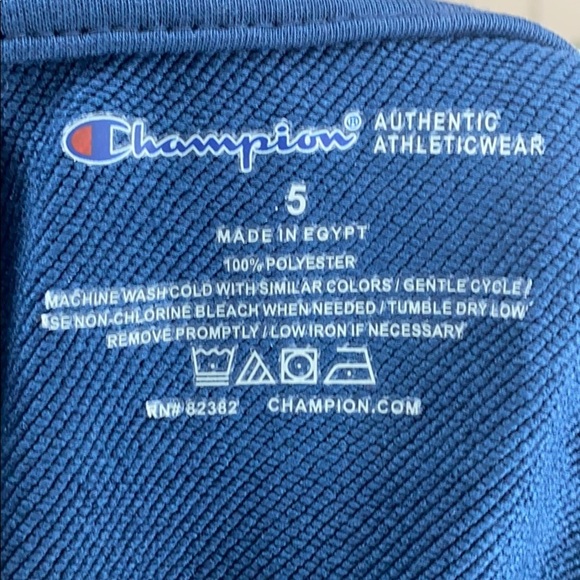 Champion® AUTHENTIC
ATHLETICWEAR
5
MADE IN EGYPT
100% POLYESTER
MACHINE WASH COLD WITH SIMILAR COLORS / GENTLE CYCLE /
SE NON-CHLORINE BLEACH WHEN NEEDED / TUMBLE DRY LOW
REMOVE PROMPTLY / LOW IRON IF NECESSARY
RN# 82382 CHAMPION.COM